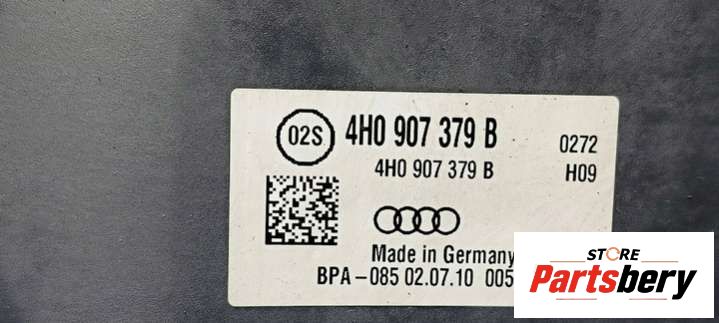 02S 4H0 907 379 B 0272
4H0 907 379 B H09
Made in Germany
BPA-085 02.07.10 005
STORE
Partsbery